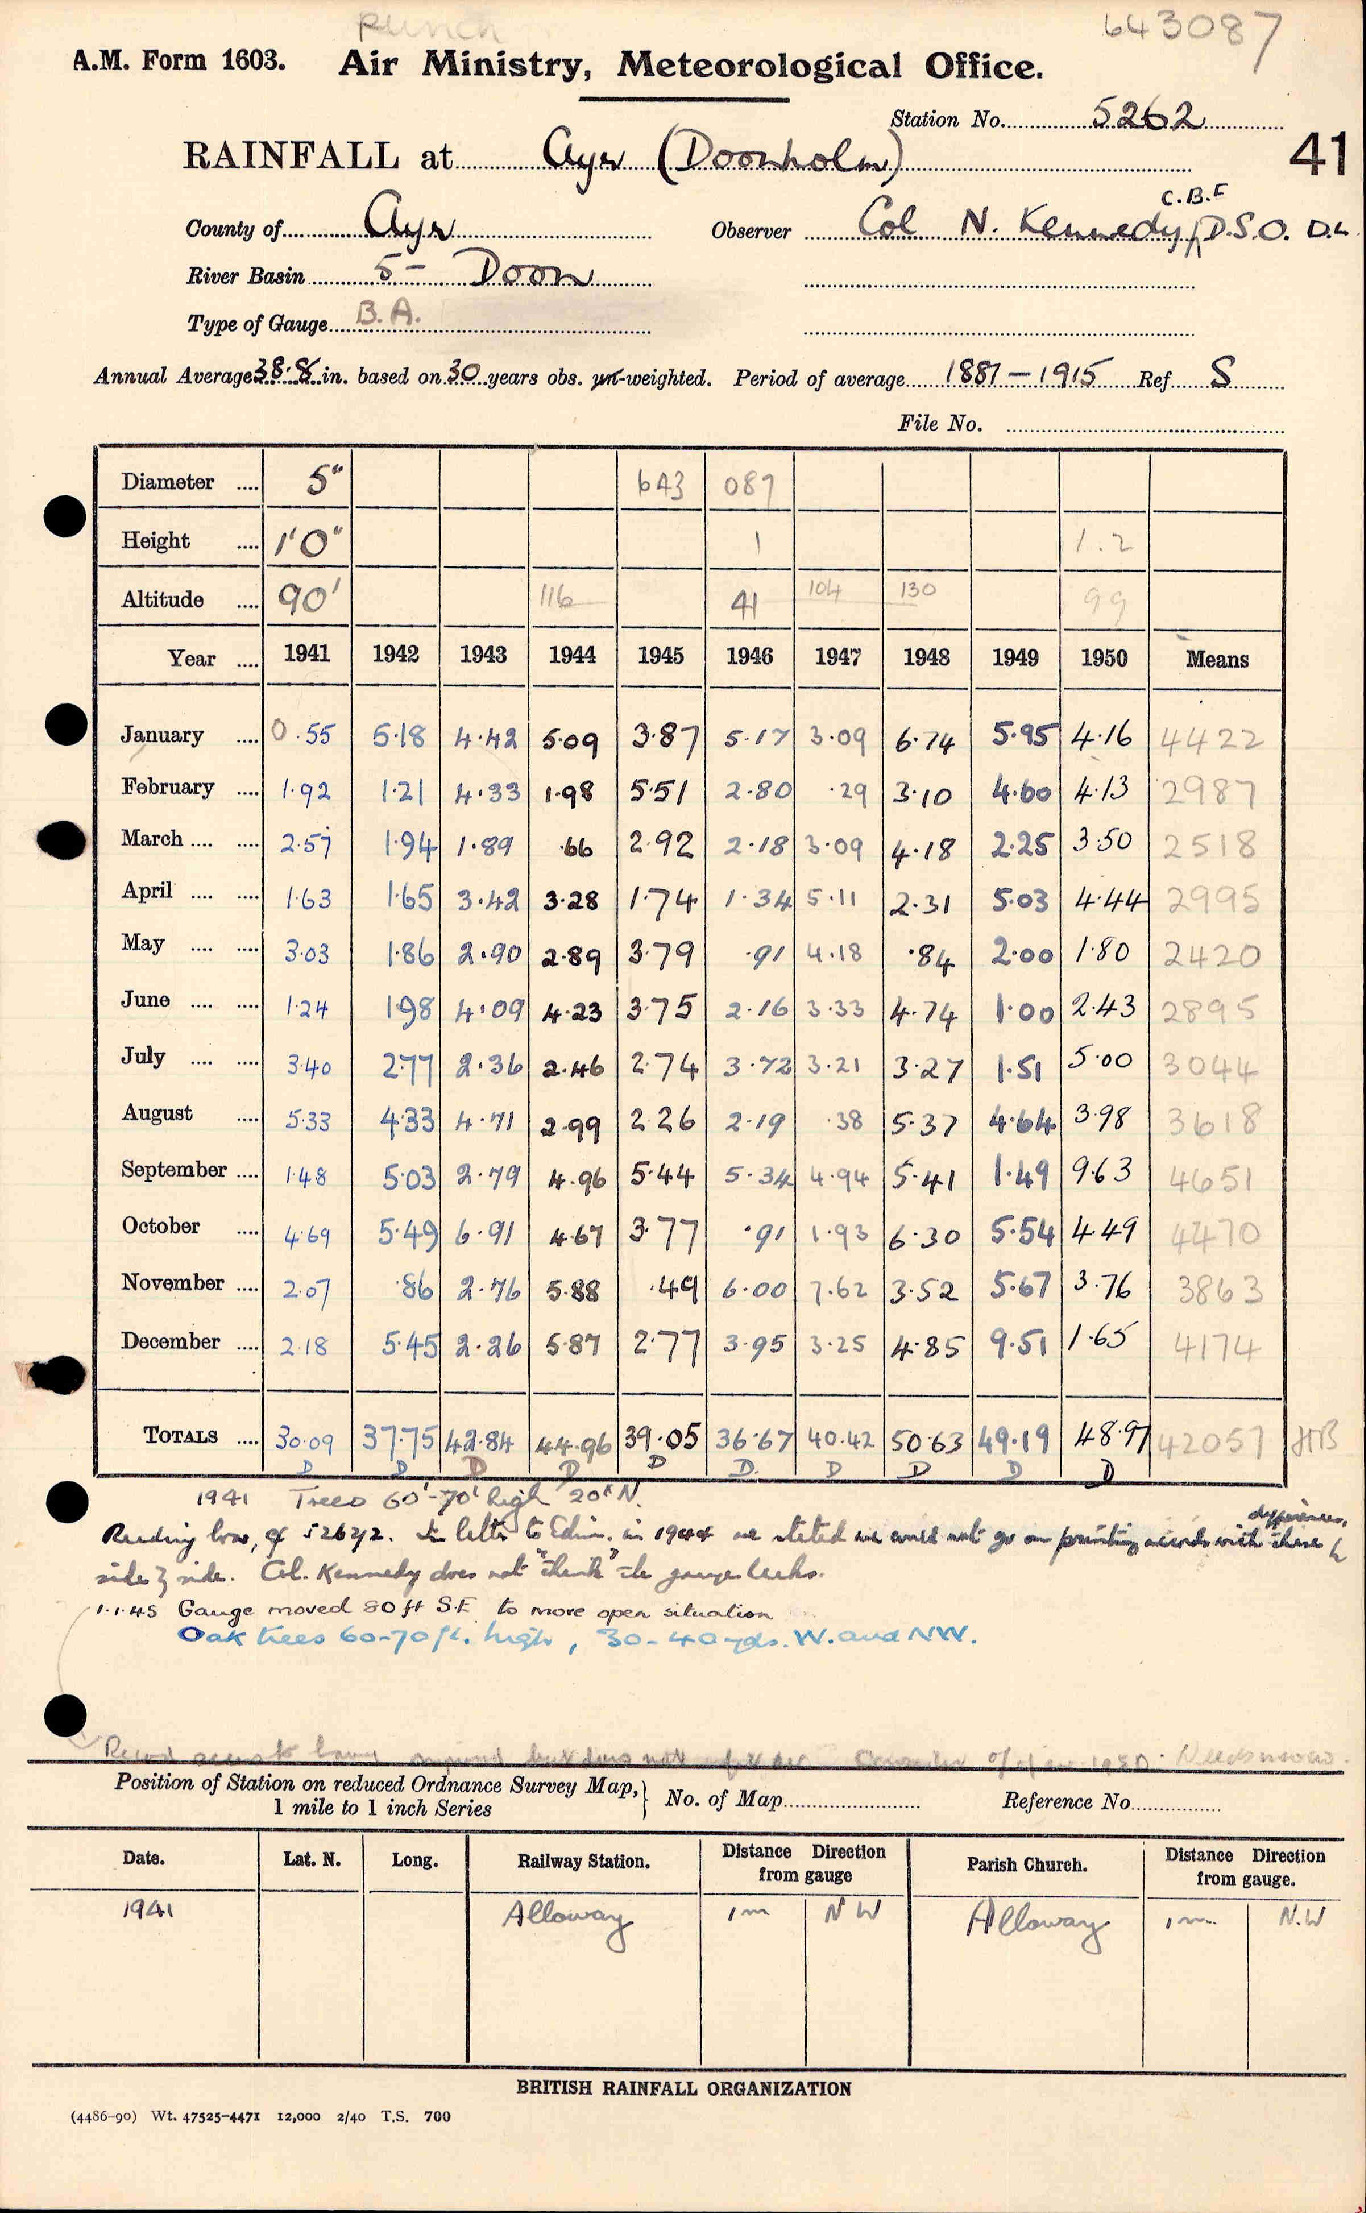 Punch
643087
A.M. Form 1603. Air Ministry, Meteorological Office.
Station No. 5262
RAINFALL at Ayr (Doonholm)
41
C.B.E
County of Ayr Observer Col N. Kennedy, D.S.O. D.L
River Basin 5- Doon
Type of Gauge B.A.
Annual Average 38.8 in. based on 30 years obs. un-weighted. Period of average 1881-1915 Ref S
File No.
Diameter .... 5" 643 087
Height .... 1'0" 1 1.2
Altitude .... 90' 116 41 104 130 99
Year .... 1941 1942 1943 1944 1945 1946 1947 1948 1949 1950 Means
January .... 0.55 5.18 4.42 5.09 3.87 5.17 3.09 6.74 5.95 4.16 4422
February .... 1.92 1.21 4.33 1.98 5.51 2.80 .29 3.10 4.60 4.13 2987
March .... .... 2.57 1.94 1.89 .66 2.92 2.18 3.09 4.18 2.25 3.50 2518
April .... .... 1.63 1.65 3.42 3.28 1.74 1.34 5.11 2.31 5.03 4.44 2995
May .... .... 3.03 1.86 2.90 2.89 3.79 .91 4.18 .84 2.00 1.80 2420
June .... .... 1.24 1.98 4.09 4.23 3.75 2.16 3.33 4.74 1.00 2.43 2895
July .... .... 3.40 2.77 2.36 2.46 2.74 3.72 3.21 3.27 1.51 5.00 3044
August .... 5.33 4.33 4.71 2.99 2.26 2.19 .38 5.37 4.64 3.98 3618
September .... 1.48 5.03 2.79 4.96 5.44 5.34 4.94 5.41 1.49 9.63 4651
October .... 4.69 5.49 6.91 4.67 3.77 .91 1.93 6.30 5.54 4.49 4470
November .... 2.07 .86 2.76 5.88 .49 6.00 7.62 3.52 5.67 3.76 3863
December .... 2.18 5.45 2.26 5.87 2.77 3.95 3.25 4.85 9.51 1.65 4174
TOTALS .... 30.09 37.75 42.84 44.96 39.05 36.67 40.42 50.63 49.19 48.97 42057 HB
D D D D D D D D D D
1941 Trees 60'-70' high 20' N.
differences,
Reading low, cf 5262/2. In letter to Edin. in 1944 we stated we could not go on printing records with these
side by side. Col. Kennedy does not "think" the gauge leaks.
1.1.45 Gauge moved 80ft S.E to more open situation
Oak trees 60-70 ft. high, 30-40 yds. W. and NW.
Record but does not 1950.
Position of Station on reduced Ordnance Survey Map, } No. of Map Reference No.
1 mile to 1 inch Series
Date. Lat. N. Long. Railway Station. Distance Direction from gauge Parish Church. Distance Direction from gauge.
1941 Alloway 1m NW Alloway 1m N.W
BRITISH RAINFALL ORGANIZATION
(4486-90) Wt. 47525-4471 12,000 2/40 T.S. 700